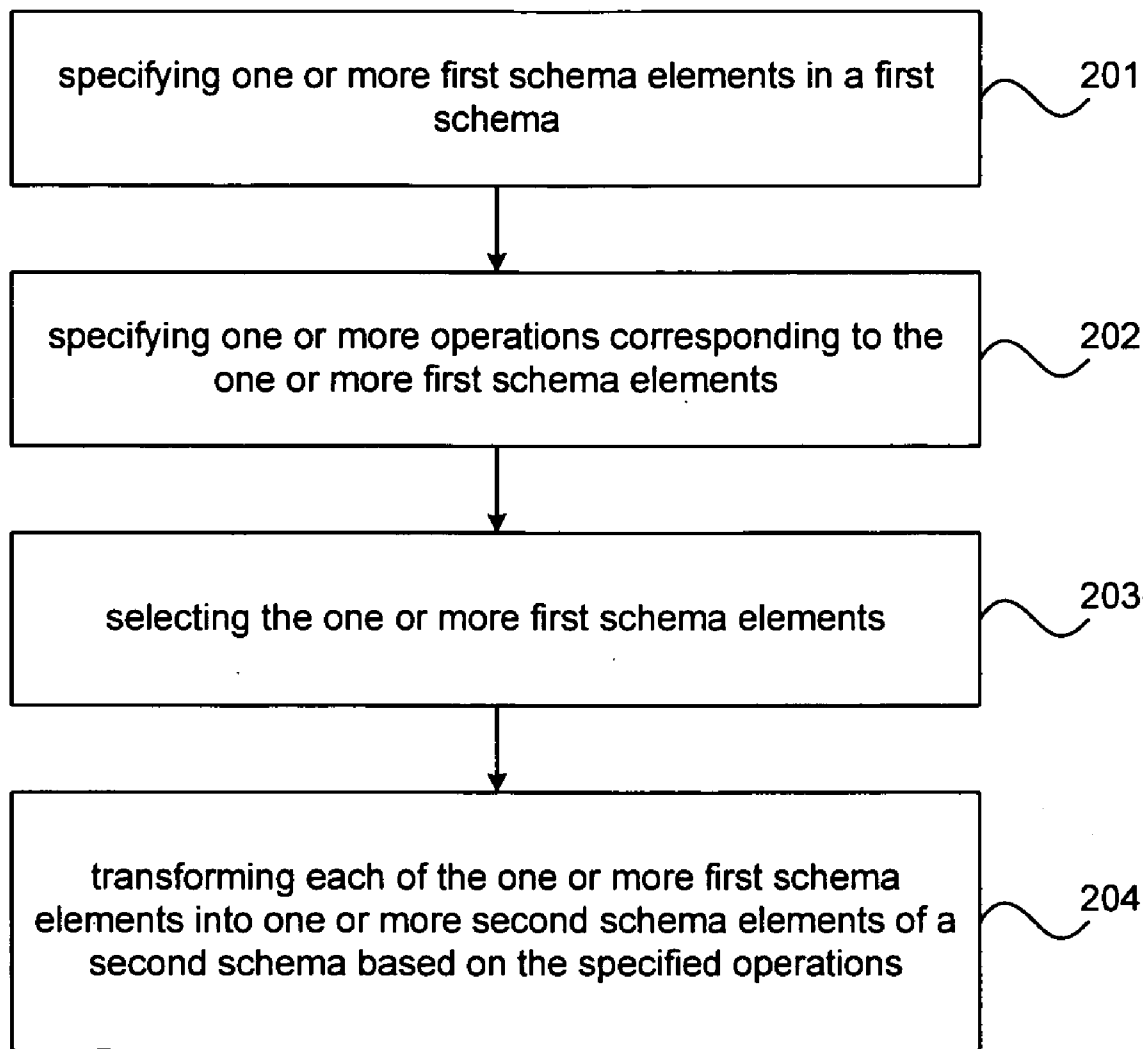 specifying one or more first schema elements in a first
schema
201
specifying one or more operations corresponding to the
one or more first schema elements
202
selecting the one or more first schema elements
203
transforming each of the one or more first schema
elements into one or more second schema elements of a
second schema based on the specified operations
204